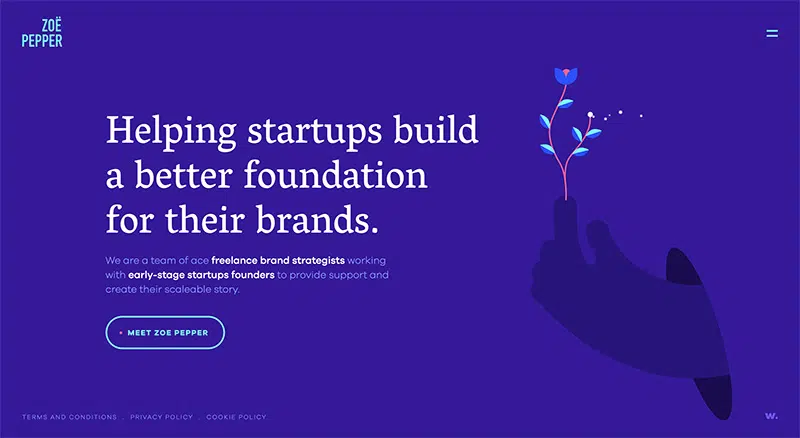 ZOË
PEPPER
Helping startups build
a better foundation
for their brands.
We are a team of ace freelance brand strategists working
with early-stage startups founders to provide support and
create their scaleable story.
MEET ZOE PEPPER
TERMS AND CONDITIONS . PRIVACY POLICY . COOKIE POLICY
w.